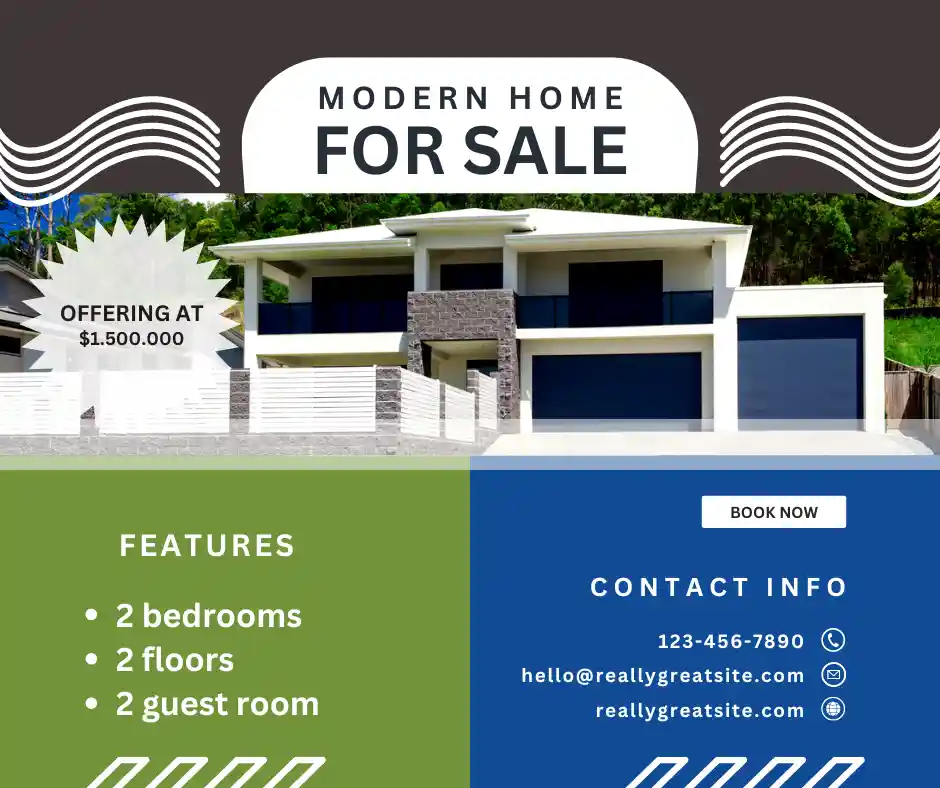 MODERN HOME
FOR SALE
OFFERING AT
$1.500.000
FEATURES
• 2 bedrooms
• 2 floors
• 2 guest room
BOOK NOW
CONTACT INFO
123-456-7890
hello@reallygreatsite.com
reallygreatsite.com